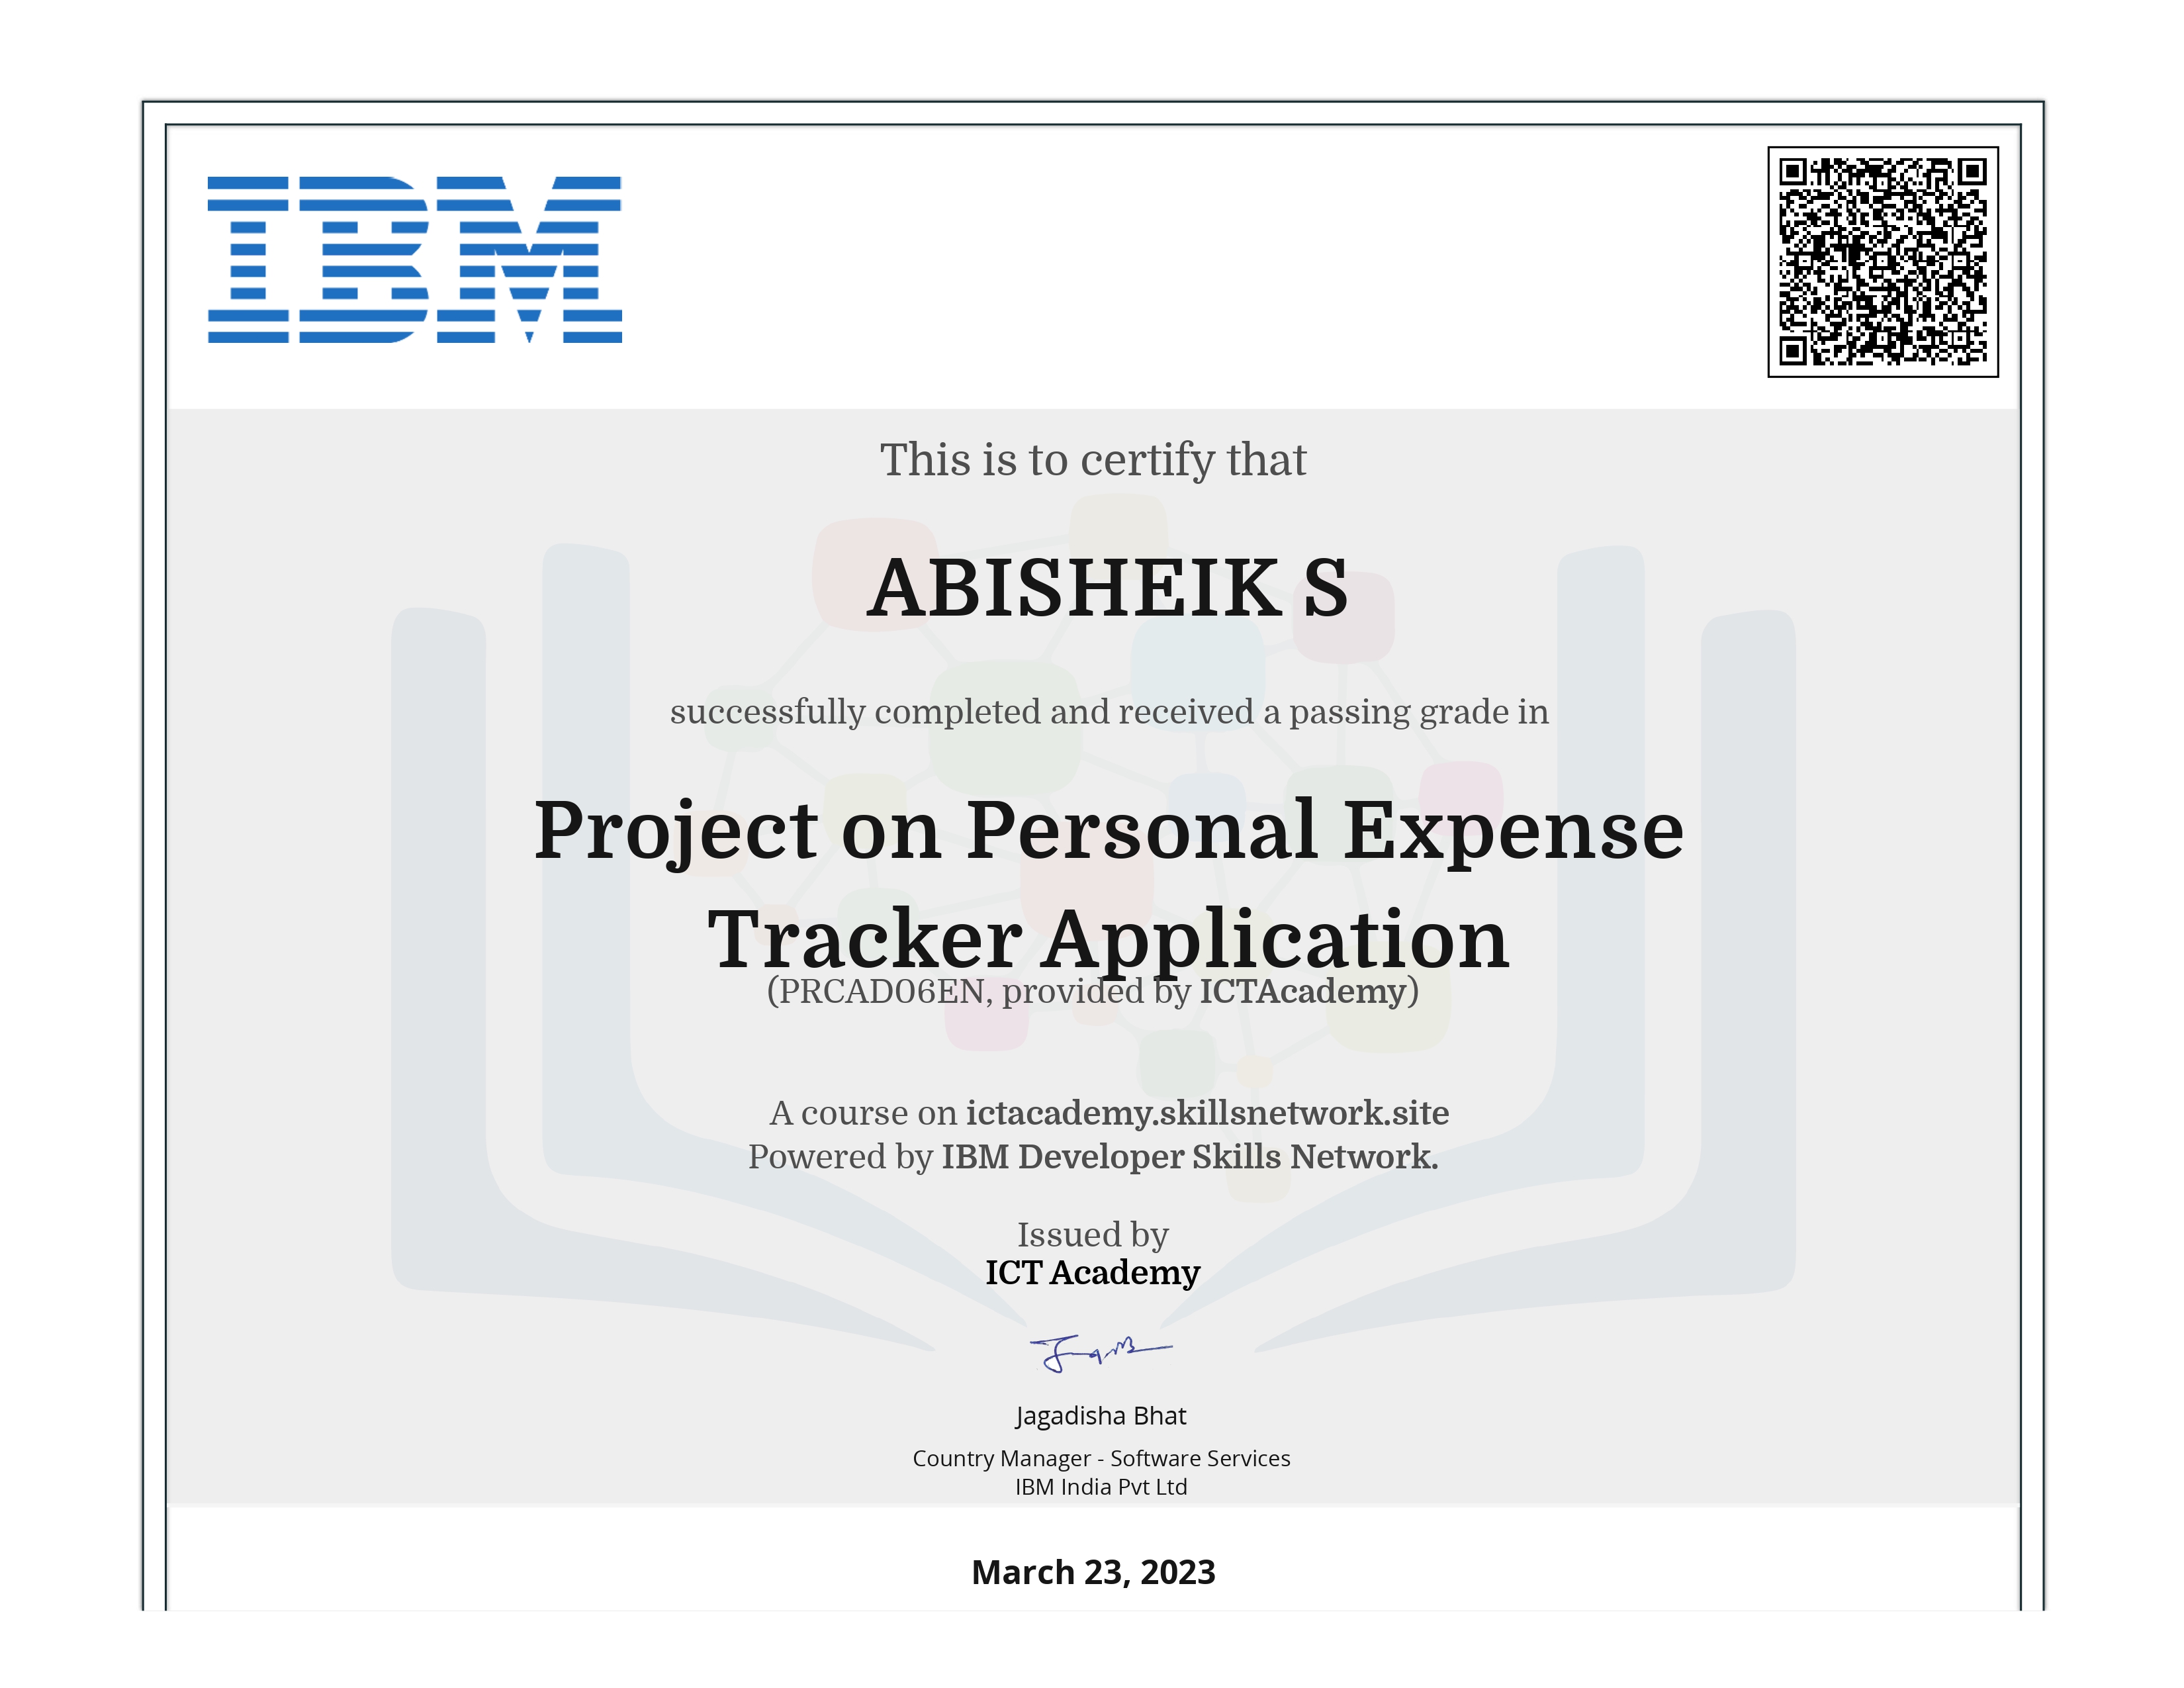 IBM
This is to certify that
ABISHEIK S
successfully completed and received a passing grade in
Project on Personal Expense
Tracker Application
(PRCAD06EN, provided by ICTAcademy)
A course on ictacademy.skillsnetwork.site
Powered by IBM Developer Skills Network.
Issued by
ICT Academy
Jagadisha Bhat
Country Manager - Software Services
IBM India Pvt Ltd
March 23, 2023